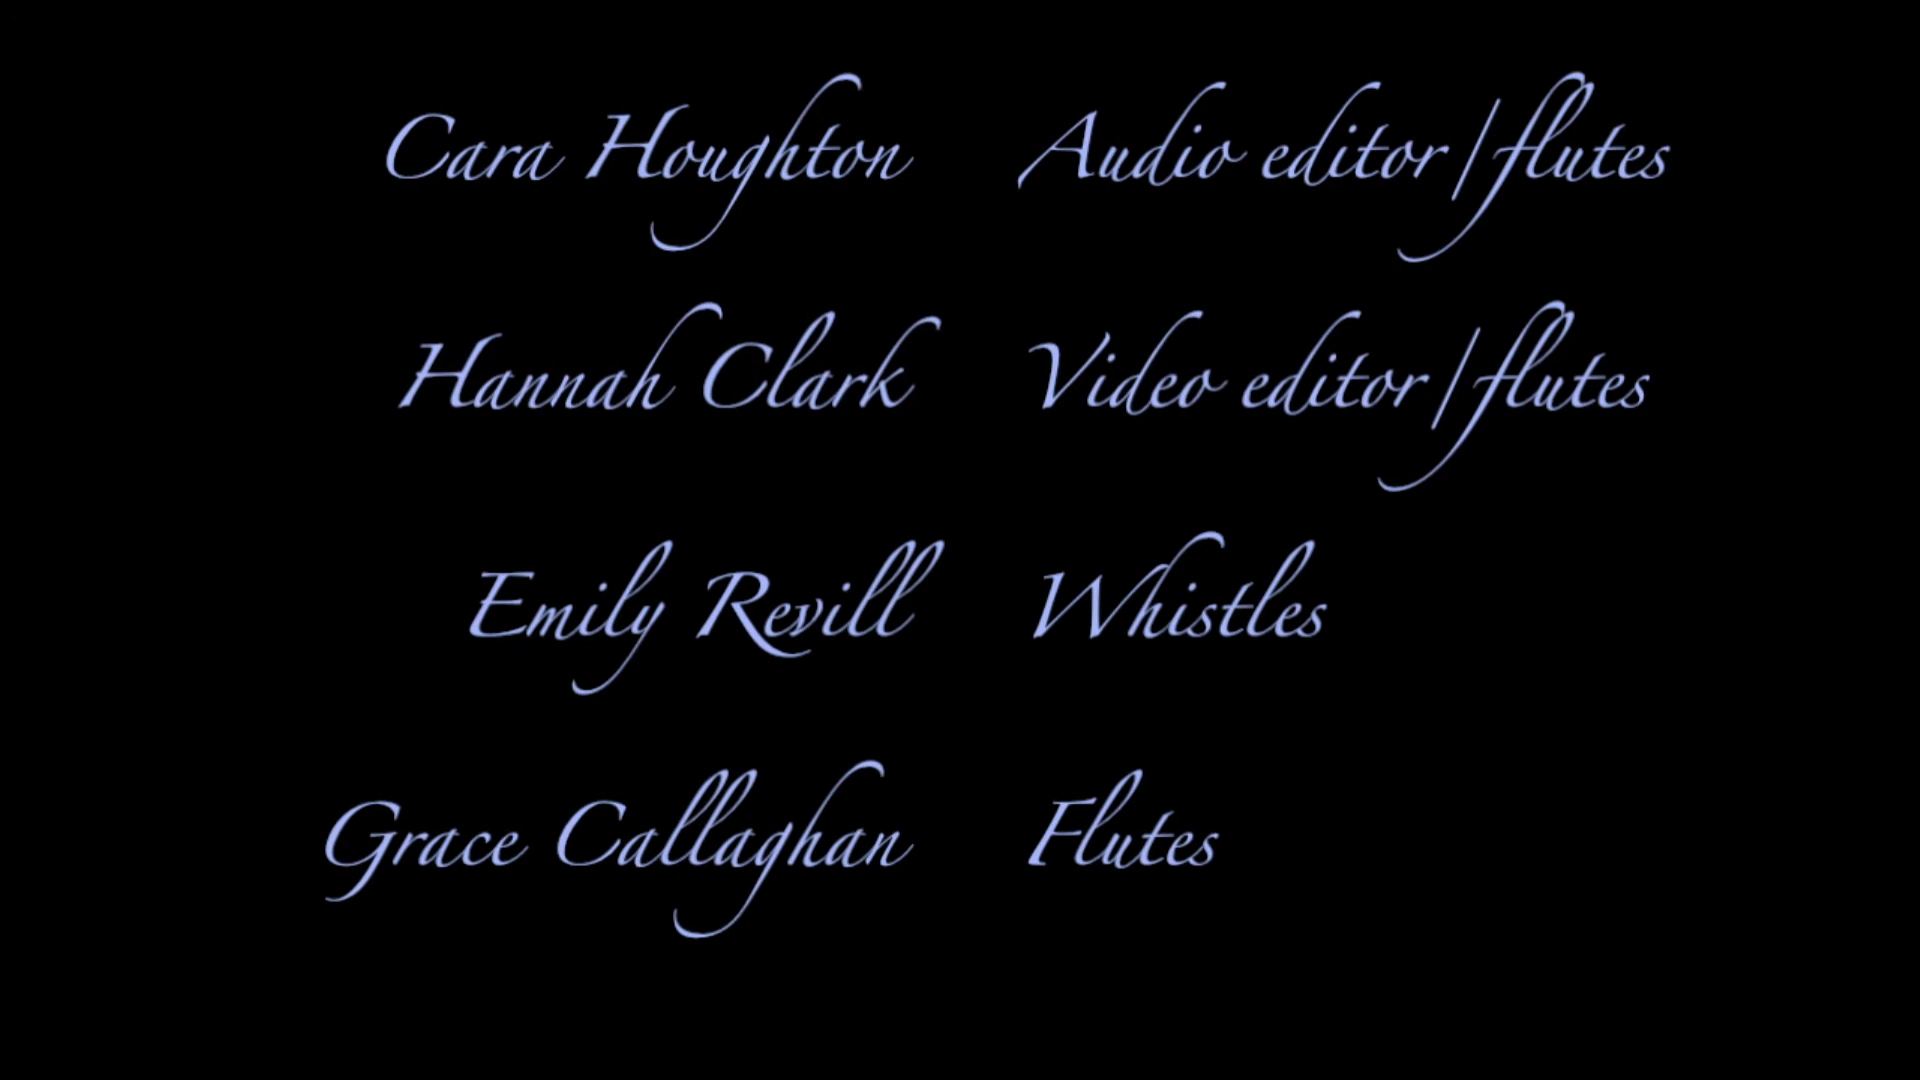 Cara Houghton Audio editor/flutes
Hannah Clark Video editor/flutes
Emily Revill Whistles
Grace Callaghan Flutes